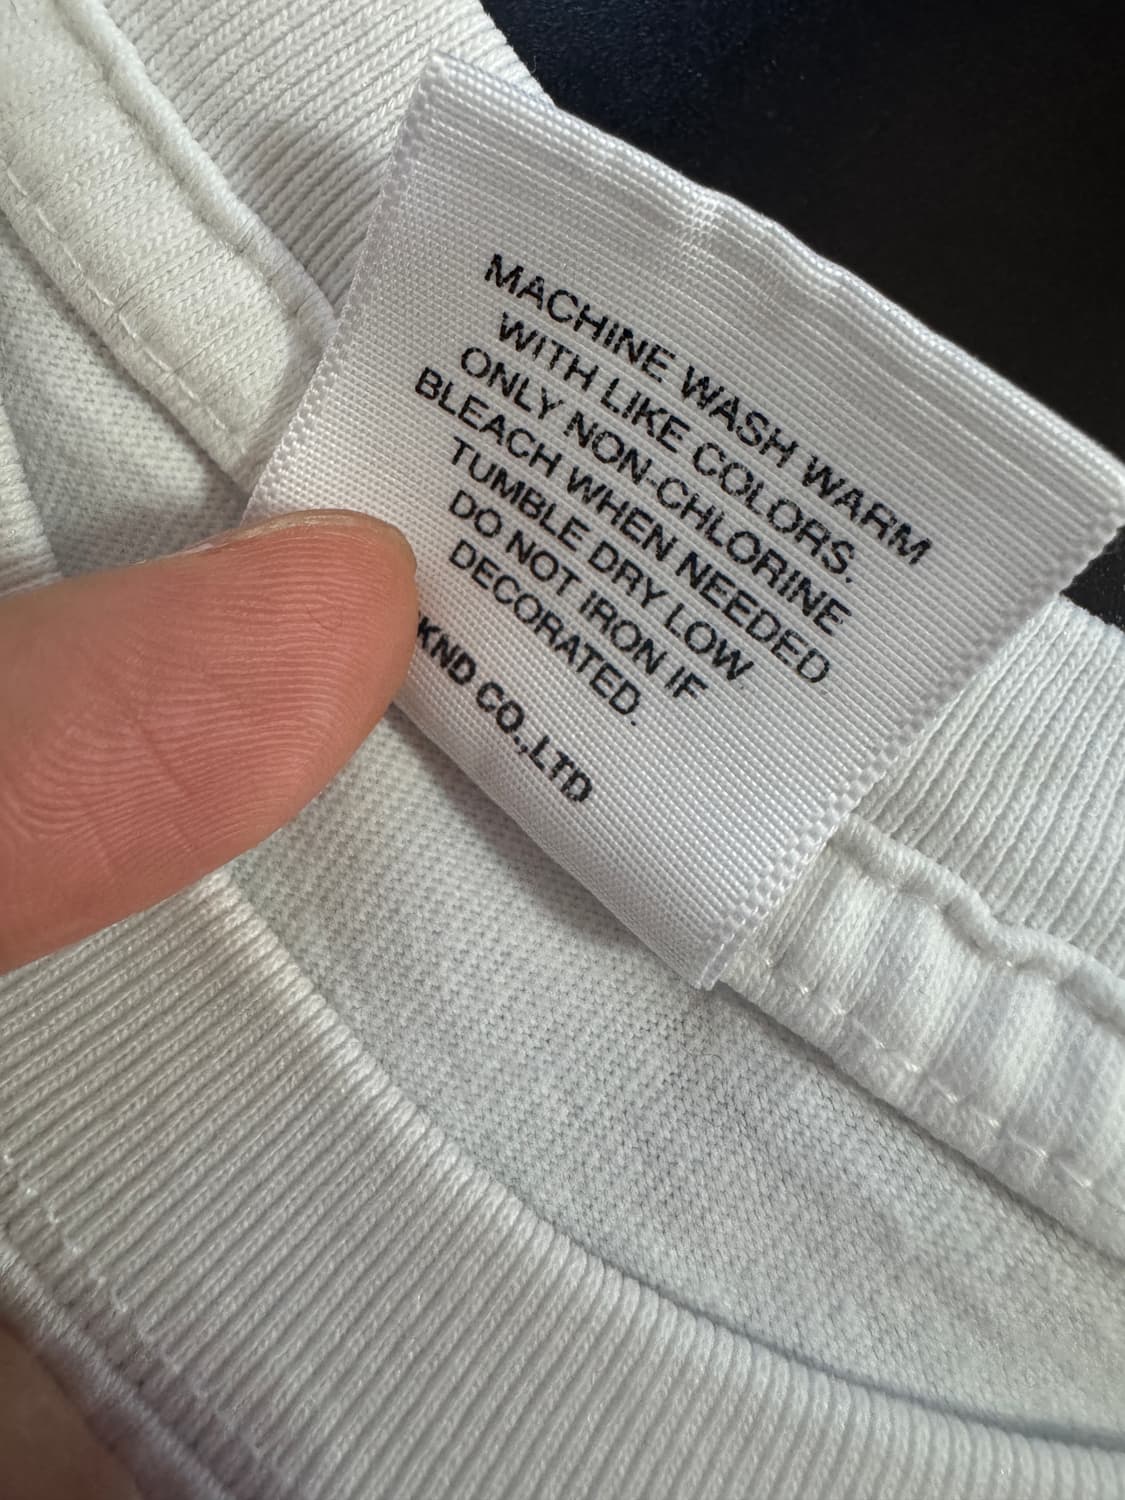 MACHINE WASH WARM
WITH LIKE COLORS.
ONLY NON-CHLORINE
BLEACH WHEN NEEDED
TUMBLE DRY LOW
DO NOT IRON IF
DECORATED.
CO.,LTD